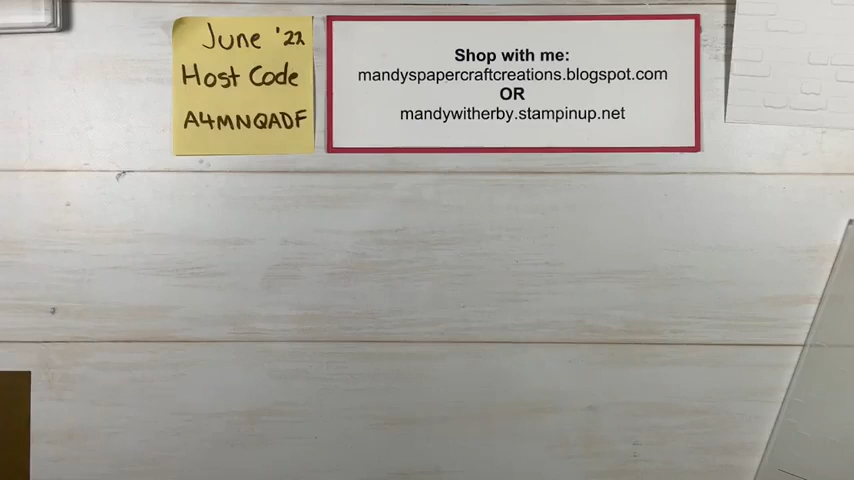 June '22
Host Code
A4MNQADF
Shop with me:
mandyspapercraftcreations.blogspot.com
OR
mandywitherby.stampinup.net